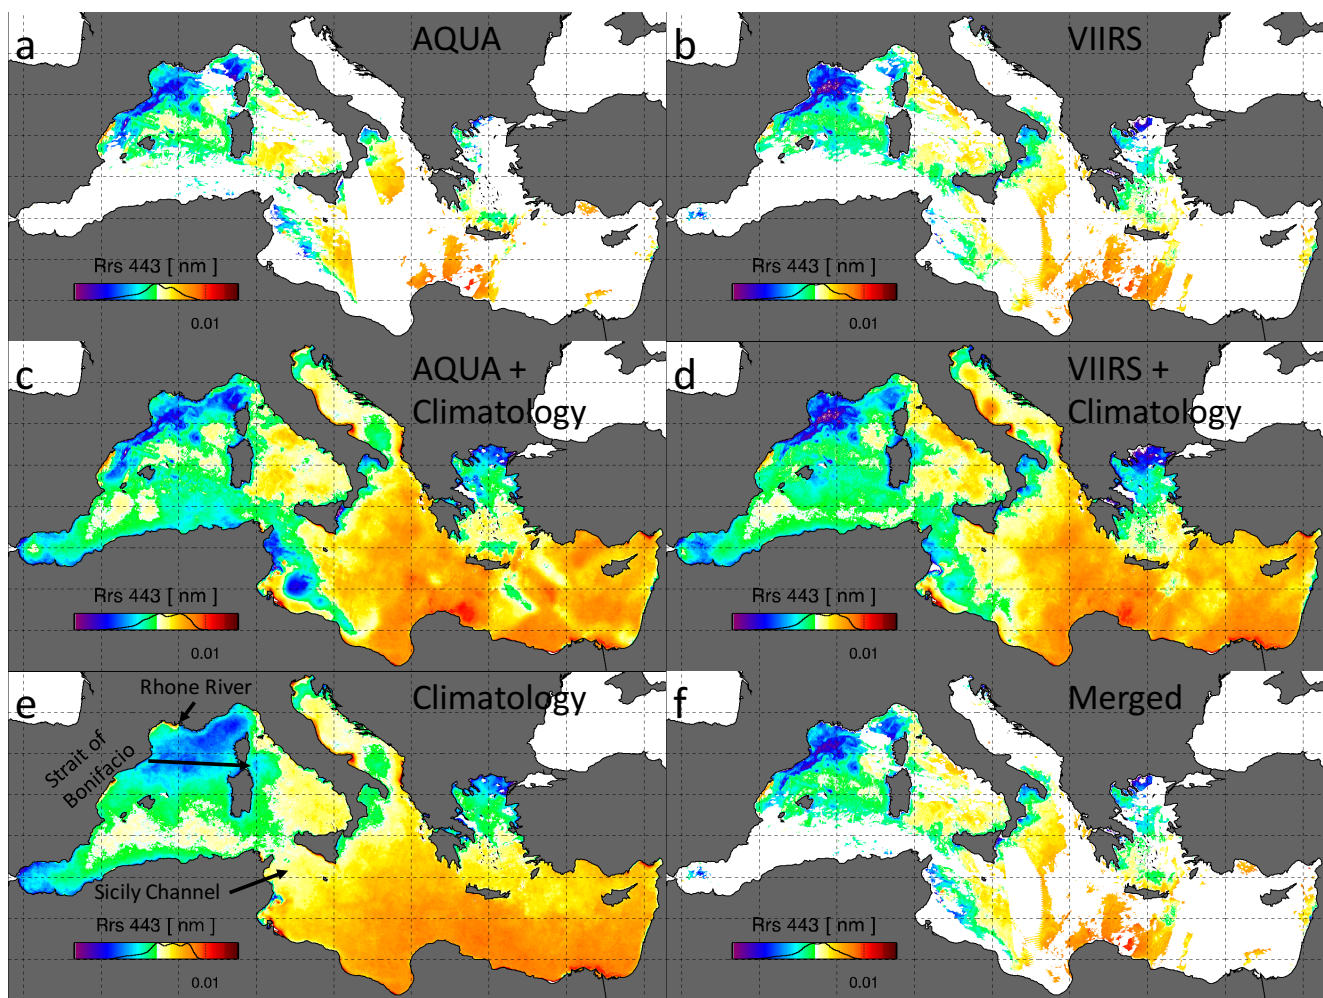 a
AQUA
Rrs 443 [ nm ]
0.01
b
VIIRS
Rrs 443 [ nm ]
0.01
c
AQUA +
Climatology
Rrs 443 [ nm ]
0.01
d
VIIRS +
Climatology
Rrs 443 [ nm ]
0.01
e
Rhone River
Climatology
Strait of
Bonifacio
Sicily Channel
Rrs 443 [ nm ]
0.01
f
Merged
Rrs 443 [ nm ]
0.01